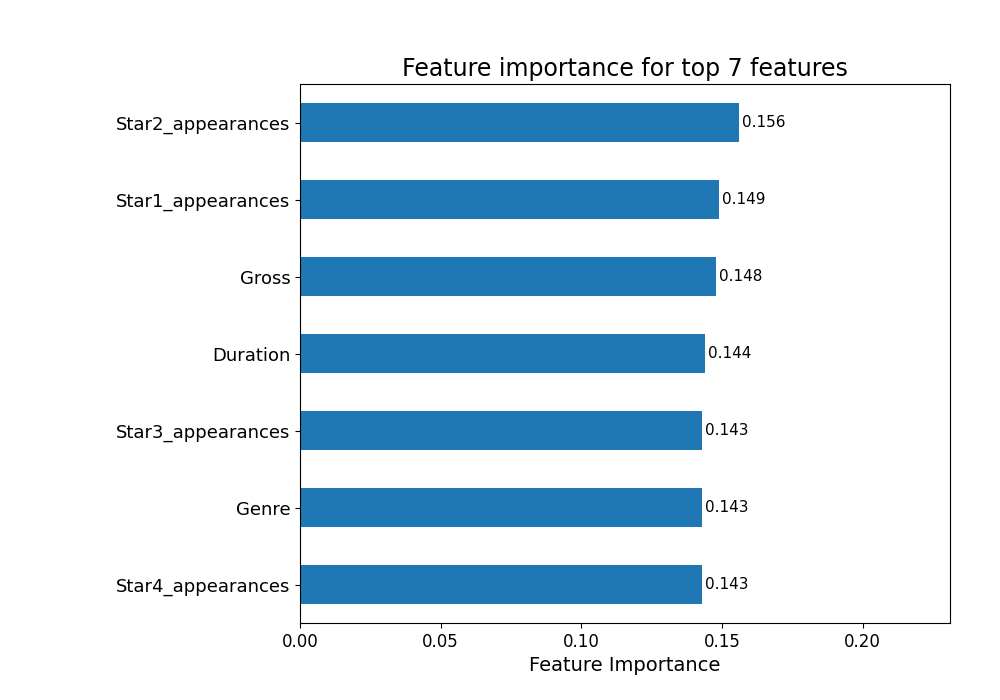 Feature importance for top 7 features
Star2_appearances 0.156
Star1_appearances 0.149
Gross 0.148
Duration 0.144
Star3_appearances 0.143
Genre 0.143
Star4_appearances 0.143
0.00 0.05 0.10 0.15 0.20
Feature Importance